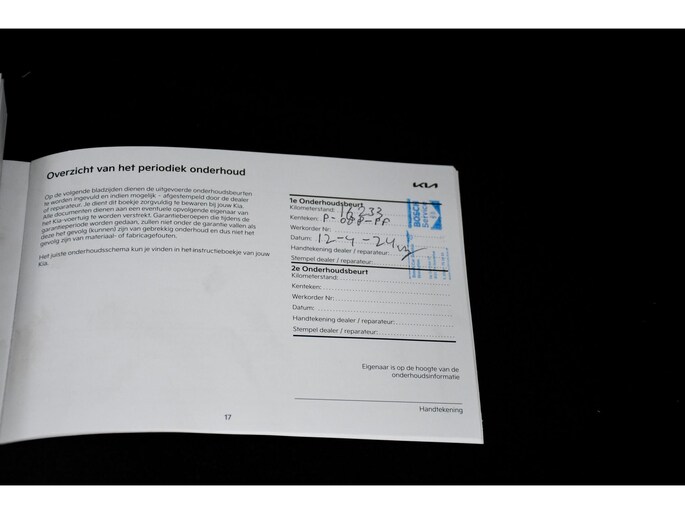 Overzicht van het periodiek onderhoud
Op de volgende bladzijden dienen de uitgevoerde onderhoudsbeurten
te worden ingevuld en indien mogelijk - afgestempeld door de dealer
of reparateur. Je dient dit boekje zorgvuldig te bewaren bij jouw Kia.
Alle documenten dienen aan een eventuele opvolgende eigenaar van
het Kia-voertuig te worden verstrekt. Garantieberoepen die tijdens de
garantieperiode worden gedaan, zullen niet onder de garantie vallen als
deze het gevolg (kunnen) zijn van gebrekkig onderhoud en dus niet het
gevolg zijn van materiaal- of fabricagefouten.
Het juiste onderhoudsschema kun je vinden in het instructieboekje van jouw
Kia.
17
KIA
1e Onderhoudsbeurt
Kilometerstand: 16233
Kenteken: P-088-PF
Werkorder Nr:
Datum: 12-4-24
Handtekening dealer / reparateur:
Stempel dealer / reparateur:
BOSCH
Service
2e Onderhoudsbeurt
Kilometerstand:
Kenteken:
Werkorder Nr:
Datum:
Handtekening dealer / reparateur:
Stempel dealer / reparateur:
Eigenaar is op de hoogte van de
onderhoudsinformatie
Handtekening